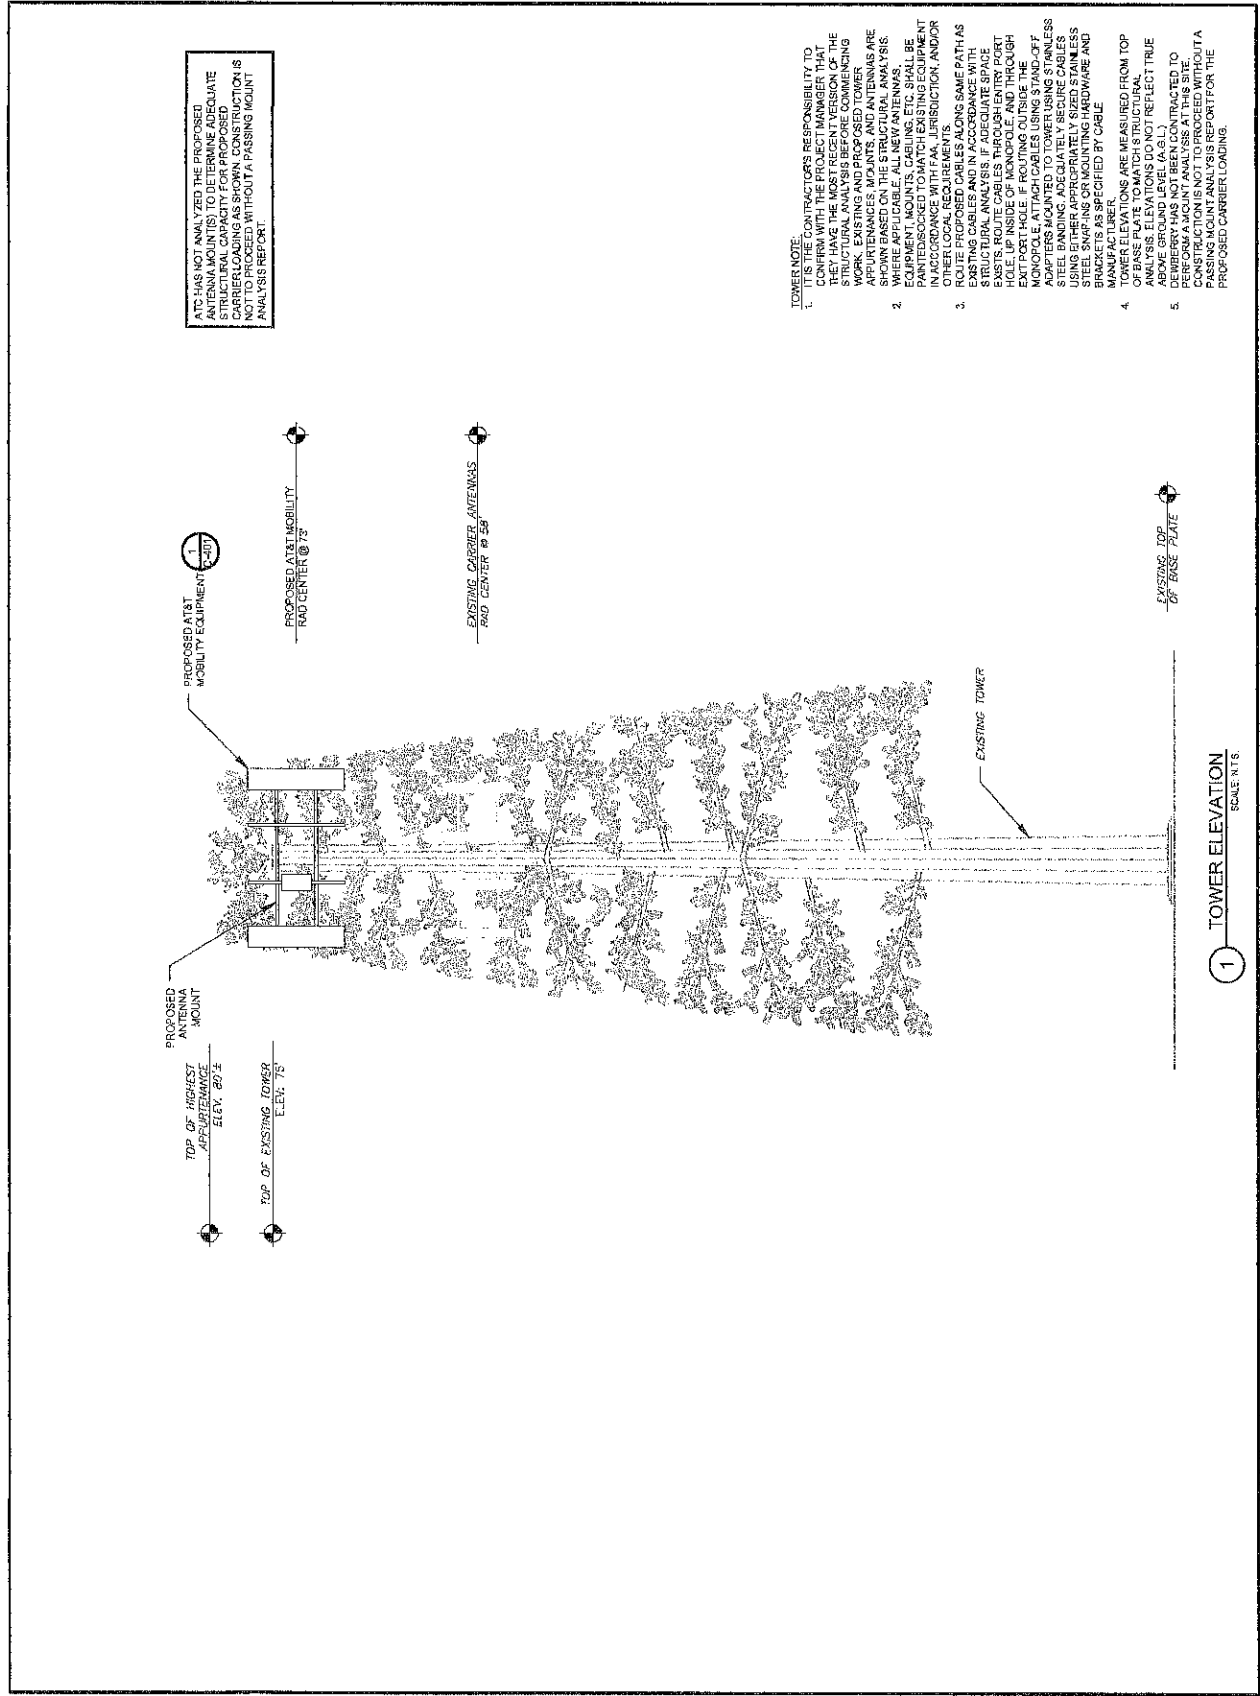 ATC HAS NOT ANALYZED THE PROPOSED
ANTENNA MOUNT(S) TO DETERMINE ADEQUATE
STRUCTURAL CAPACITY FOR PROPOSED
CARRIER LOADING AS SHOWN. CONSTRUCTION IS
NOT TO PROCEED WITHOUT A PASSING MOUNT
ANALYSIS REPORT.
PROPOSED
ANTENNA
MOUNT
PROPOSED AT&T
MOBILITY EQUIPMENT
1
C-401
TOP OF HIGHEST
APPURTENANCE
ELEV. 80'±
TOP OF EXISTING TOWER
ELEV: 75'
PROPOSED AT&T MOBILITY
RAD CENTER @ 73'
EXISTING CARRIER ANTENNAS
RAD CENTER @ 58'
EXISTING TOWER
EXISTING TOP
OF BASE PLATE
TOWER NOTE:
1. IT IS THE CONTRACTOR'S RESPONSIBILITY TO
CONFIRM WITH THE PROJECT MANAGER THAT
THEY HAVE THE MOST RECENT VERSION OF THE
STRUCTURAL ANALYSIS BEFORE COMMENCING
WORK. EXISTING AND PROPOSED TOWER
APPURTENANCES, MOUNTS, AND ANTENNAS ARE
SHOWN BASED ON THE STRUCTURAL ANALYSIS.
2. WHERE APPLICABLE, ALL NEW ANTENNAS,
EQUIPMENT, MOUNTS, CABLING, ETC. SHALL BE
PAINTED/SOCKED TO MATCH EXISTING EQUIPMENT
IN ACCORDANCE WITH FAA, JURISDICTION, AND/OR
OTHER LOCAL REQUIREMENTS.
3. ROUTE PROPOSED CABLES ALONG SAME PATH AS
EXISTING CABLES AND IN ACCORDANCE WITH
STRUCTURAL ANALYSIS. IF ADEQUATE SPACE
EXISTS, ROUTE CABLES THROUGH ENTRY PORT
HOLE, UP INSIDE OF MONOPOLE, AND THROUGH
EXIT PORT HOLE. IF ROUTING OUTSIDE THE
MONOPOLE, ATTACH CABLES USING STAND-OFF
ADAPTERS MOUNTED TO TOWER USING STAINLESS
STEEL BANDING. ADEQUATELY SECURE CABLES
USING EITHER APPROPRIATELY SIZED STAINLESS
STEEL SNAP-INS OR MOUNTING HARDWARE AND
BRACKETS AS SPECIFIED BY CABLE
MANUFACTURER.
4. TOWER ELEVATIONS ARE MEASURED FROM TOP
OF BASE PLATE TO MATCH STRUCTURAL
ANALYSIS. ELEVATIONS DO NOT REFLECT TRUE
ABOVE GROUND LEVEL (A.G.L.)
5. DEWBERRY HAS NOT BEEN CONTRACTED TO
PERFORM A MOUNT ANALYSIS AT THIS SITE.
CONSTRUCTION IS NOT TO PROCEED WITHOUT A
PASSING MOUNT ANALYSIS REPORT FOR THE
PROPOSED CARRIER LOADING.
1 TOWER ELEVATION
SCALE: N.T.S.